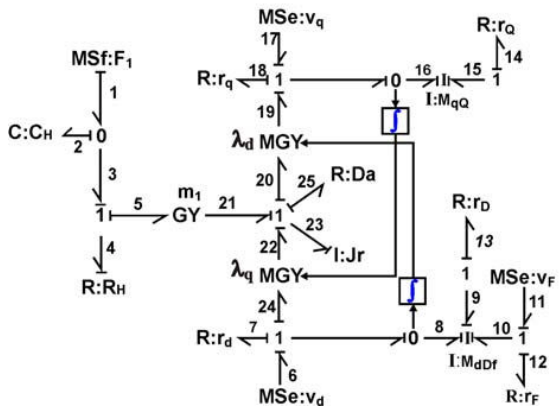 MSe:vq
17
R:rq 18 1 0 16 II 15 1
R:rQ
14
I:MqQ
MSf:F1
1
C:CH 0
2
3
19
λd MGY
∫
20
25 R:Da
m1
1 5 GY 21 1
23
I:Jr
4
R:RH
22
λq MGY
∫
24
R:rD
13
1
9
MSe:vF
11
R:rd 7 1 0 8 II 10 1
I:MdDf
12
R:rF
6
MSe:vd